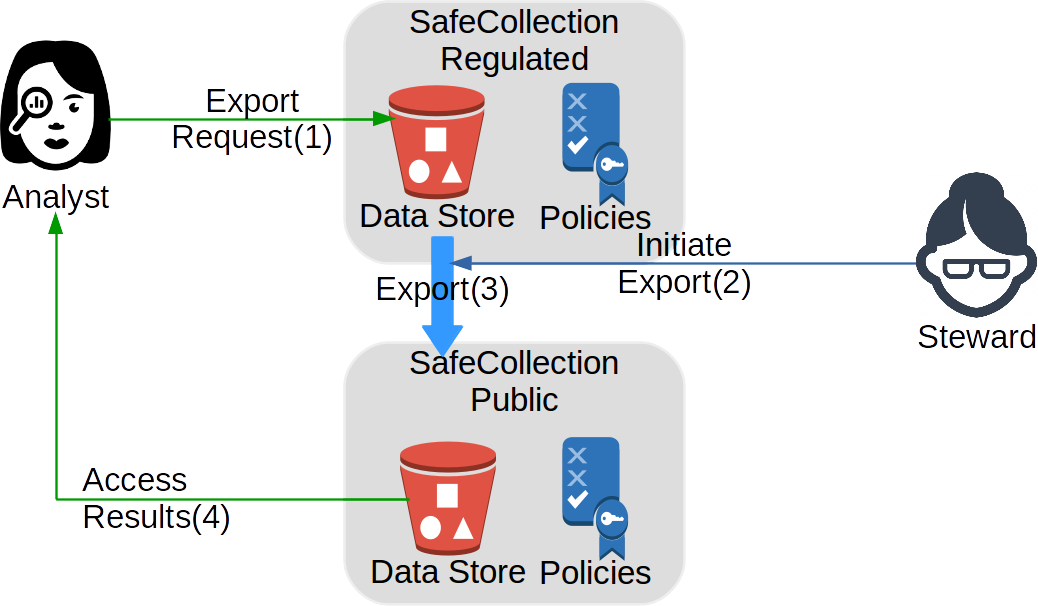 SafeCollection
Regulated
Export
Request(1)
Analyst
Data Store
Policies
Initiate
Export(2)
Export(3)
Steward
SafeCollection
Public
Access
Results(4)
Data Store
Policies